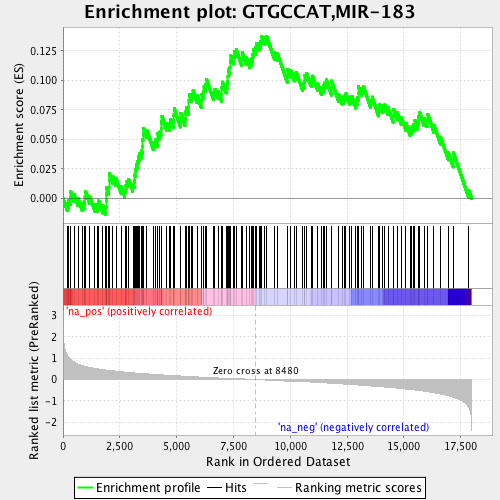 Enrichment plot: GTGCCAT,MIR-183
Enrichment score (ES)
0.125
0.100
0.075
0.050
0.025
0.000
'na_pos' (positively correlated)
Ranked list metric (PreRanked)
3
2
1
0
-1
-2
Zero cross at 8480
'na_neg' (negatively correlated)
0
2,500
5,000
7,500
10,000
12,500
15,000
17,500
Rank in Ordered Dataset
Enrichment profile
Hits
Ranking metric scores